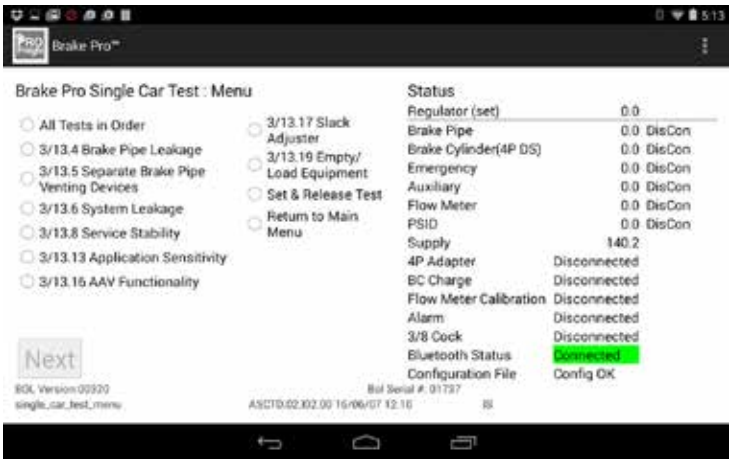 5:13
PRO
Brake Pro™
Brake Pro Single Car Test : Menu
All Tests in Order
3/13.4 Brake Pipe Leakage
3/13.5 Separate Brake Pipe
Venting Devices
3/13.6 System Leakage
3/13.8 Service Stability
3/13.13 Application Sensitivity
3/13.16 AAV Functionality
3/13.17 Slack
Adjuster
3/13.19 Empty/
Load Equipment
Set & Release Test
Return to Main
Menu
Status
Regulator (set) 0.0
Brake Pipe 0.0 DisCon
Brake Cylinder(4P DS) 0.0 DisCon
Emergency 0.0 DisCon
Auxiliary 0.0 DisCon
Flow Meter 0.0 DisCon
PSID 0.0 DisCon
Supply 140.2
4P Adapter Disconnected
BC Charge Disconnected
Flow Meter Calibration Disconnected
Alarm Disconnected
3/8 Cock Disconnected
Bluetooth Status Connected
Configuration File Config OK
Next
BOL Version:00320
Bol Serial #: 01737
single_car_test_menu
16/06/07 12:16